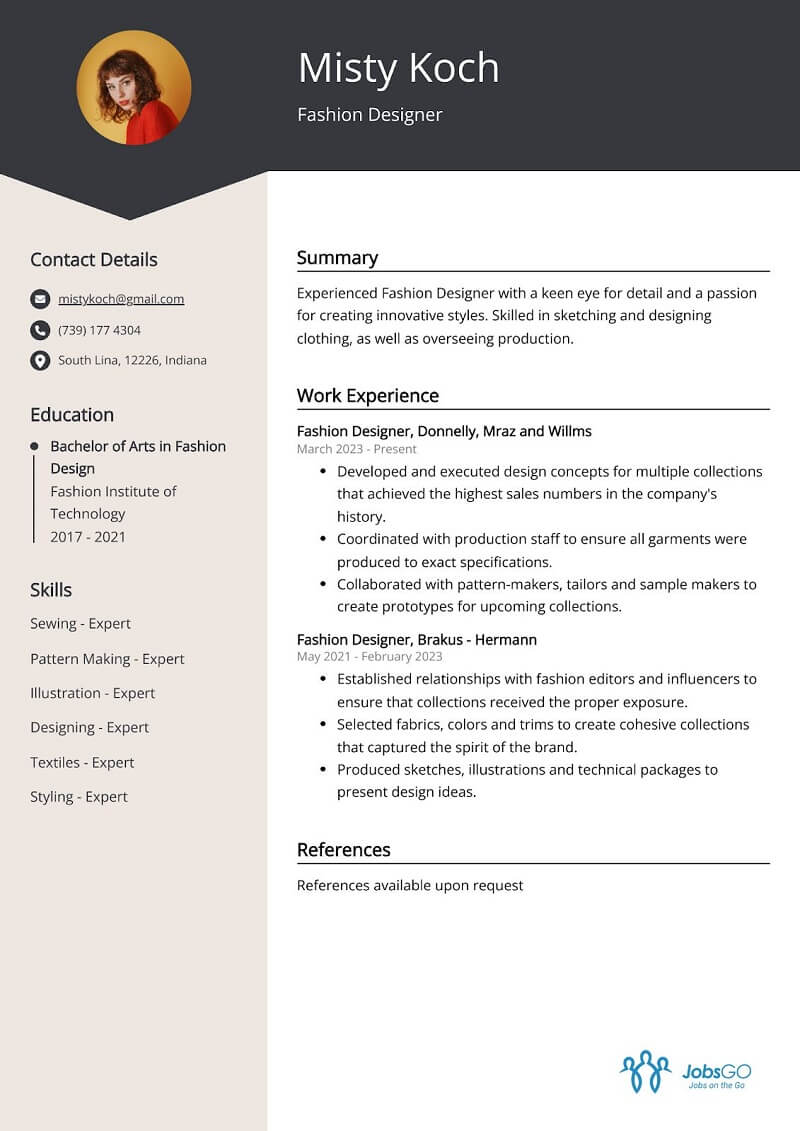 Misty Koch
Fashion Designer
Contact Details
mistykoch@gmail.com
(739) 177 4304
South Lina, 12226, Indiana
Education
Bachelor of Arts in Fashion
Design
Fashion Institute of
Technology
2017 - 2021
Skills
Sewing - Expert
Pattern Making - Expert
Illustration - Expert
Designing - Expert
Textiles - Expert
Styling - Expert
Summary
Experienced Fashion Designer with a keen eye for detail and a passion
for creating innovative styles. Skilled in sketching and designing
clothing, as well as overseeing production.
Work Experience
Fashion Designer, Donnelly, Mraz and Willms
March 2023 - Present
• Developed and executed design concepts for multiple collections
that achieved the highest sales numbers in the company's
history.
• Coordinated with production staff to ensure all garments were
produced to exact specifications.
• Collaborated with pattern-makers, tailors and sample makers to
create prototypes for upcoming collections.
Fashion Designer, Brakus - Hermann
May 2021 - February 2023
• Established relationships with fashion editors and influencers to
ensure that collections received the proper exposure.
• Selected fabrics, colors and trims to create cohesive collections
that captured the spirit of the brand.
• Produced sketches, illustrations and technical packages to
present design ideas.
References
References available upon request
JobsGO
Jobs on the Go